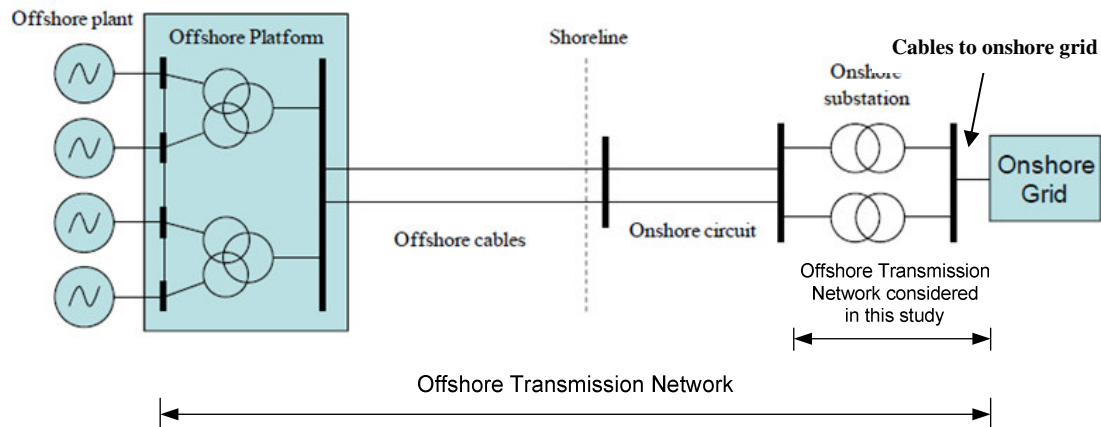 Offshore plant
Offshore Platform
Shoreline
Cables to onshore grid
Onshore
substation
Onshore
Grid
Offshore cables
Onshore circuit
Offshore Transmission
Network considered
in this study
Offshore Transmission Network